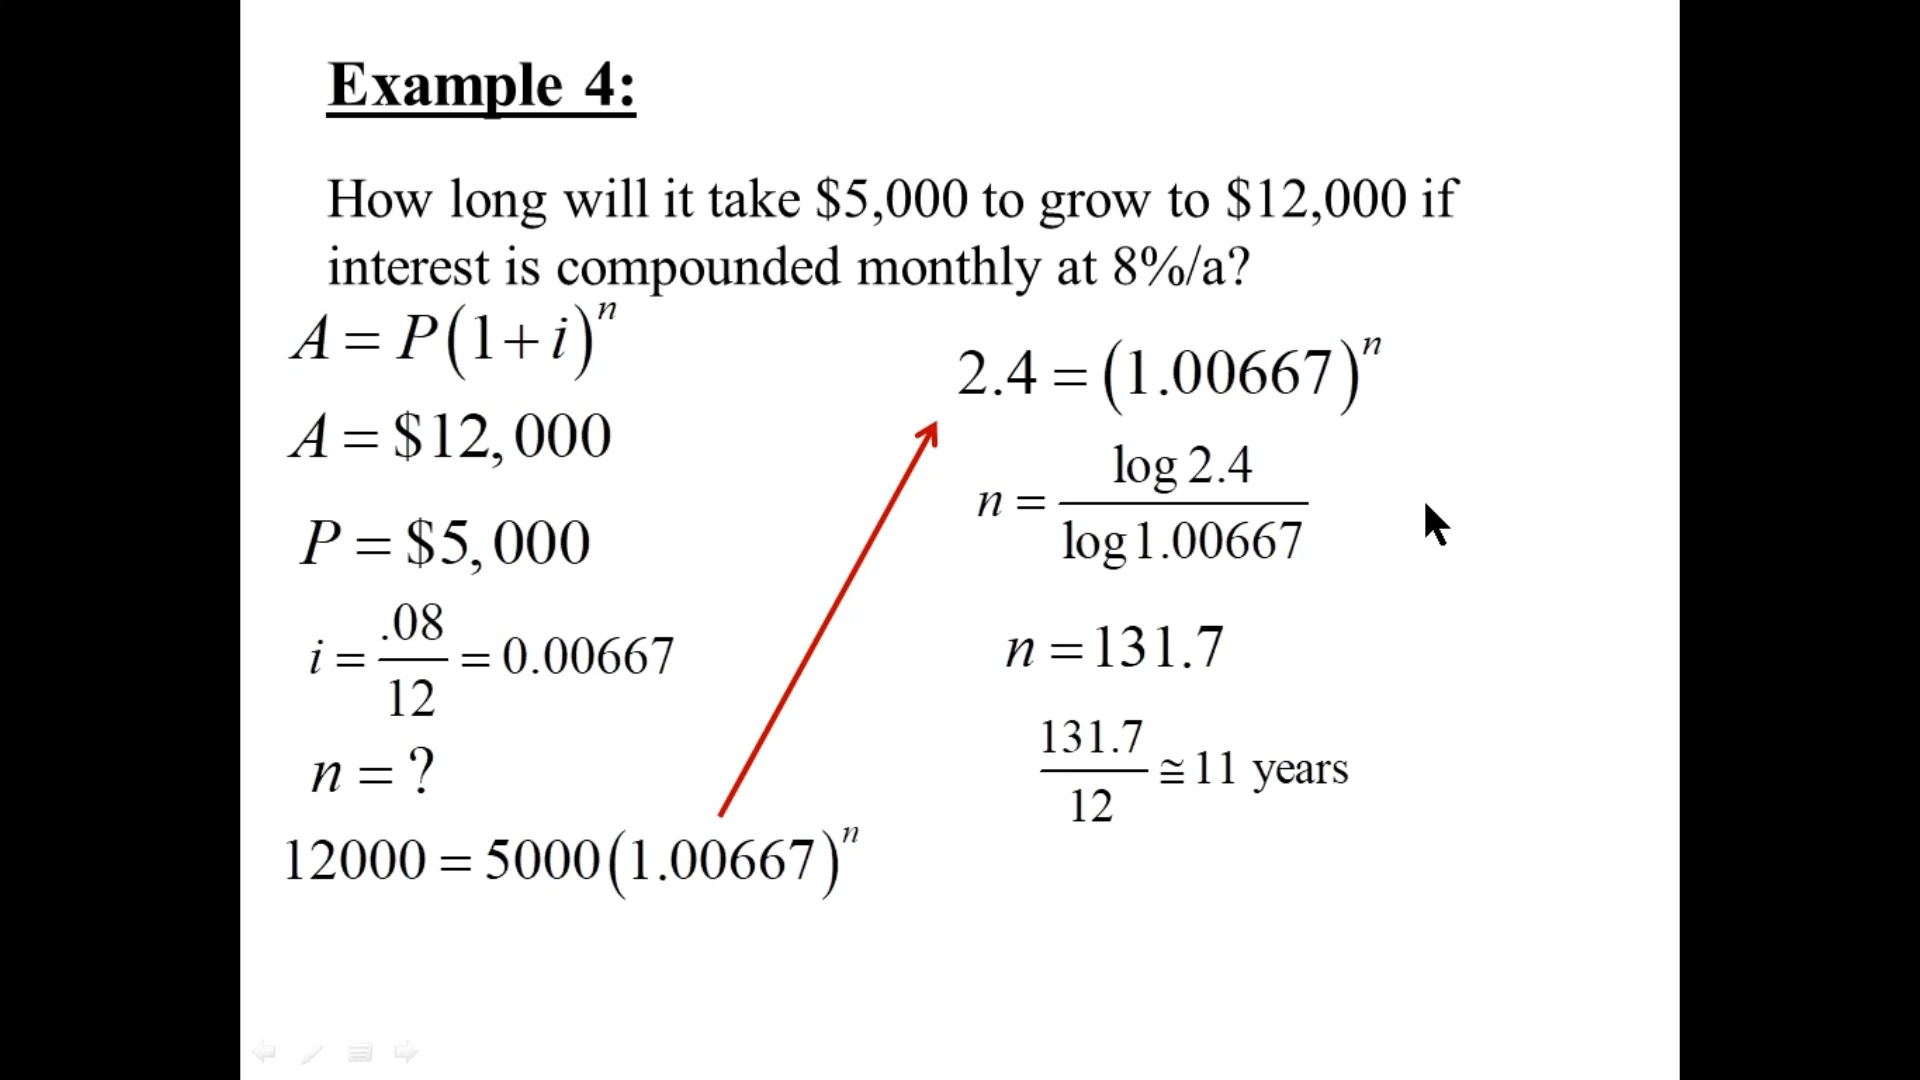 Example 4:
How long will it take $5,000 to grow to $12,000 if
interest is compounded monthly at 8%/a?
A = P(1+i)^n
A = $12,000
P = $5,000
i = .08/12 = 0.00667
n = ?
12000 = 5000(1.00667)^n
2.4 = (1.00667)^n
n = log 2.4/log 1.00667
n = 131.7
131.7/12 ≅ 11 years